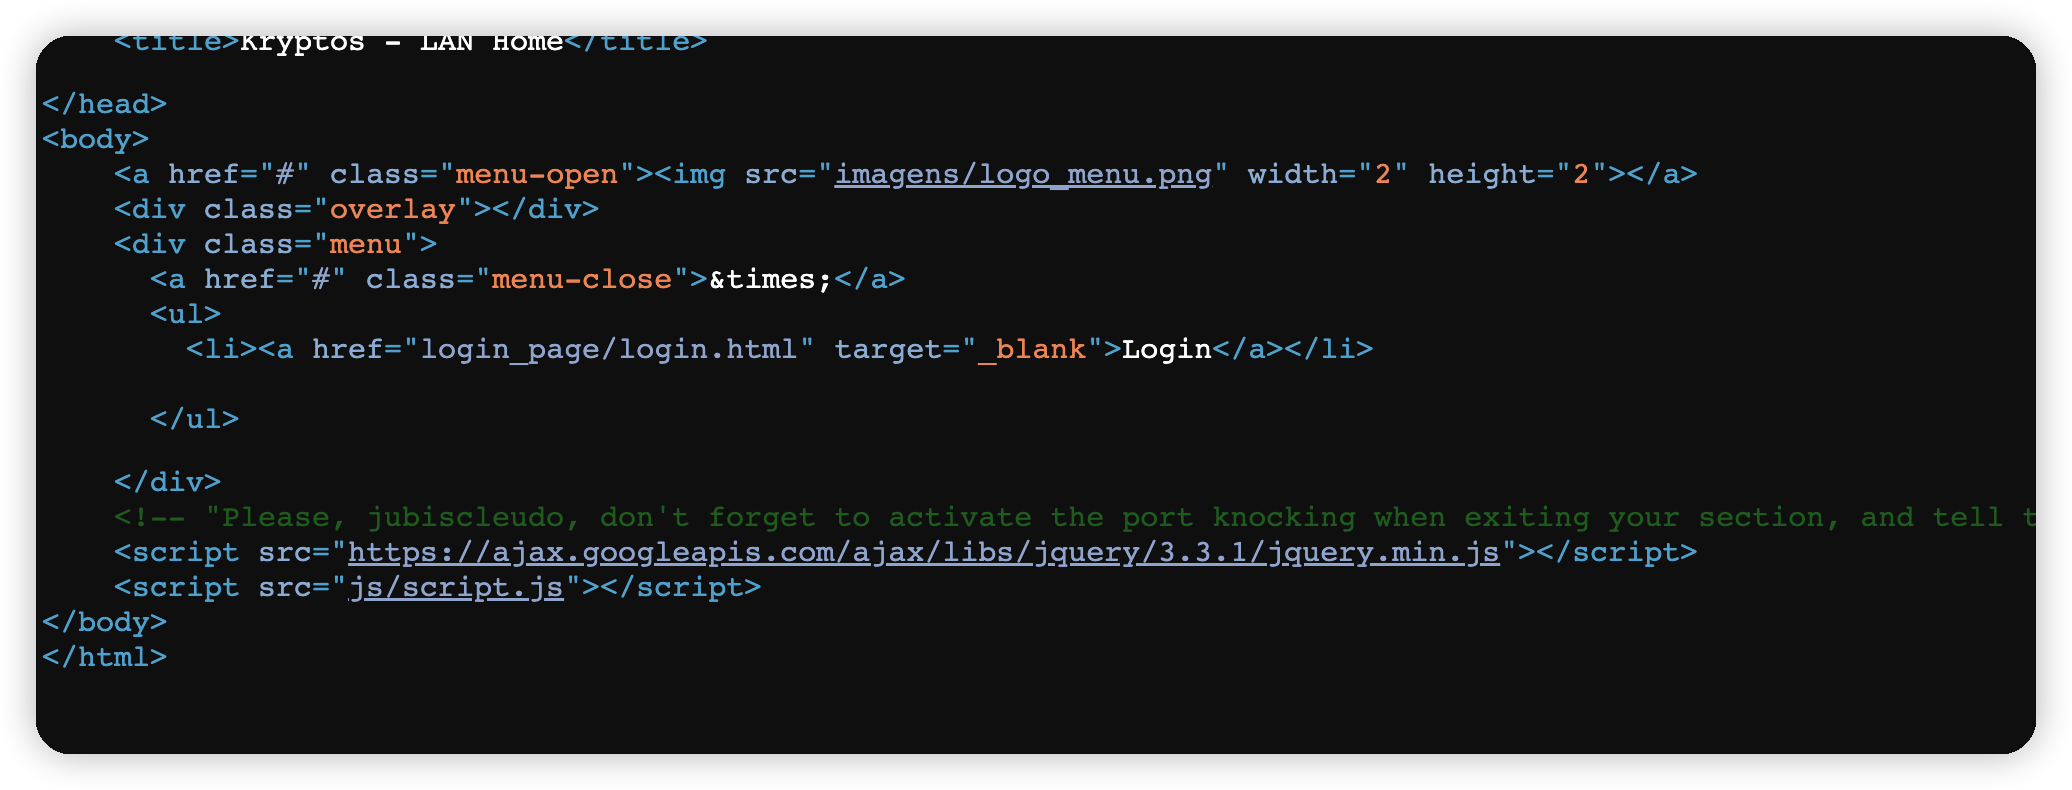 <title>Kryptos - LAN Home</title>
</head>
<body>
<a href="#" class="menu-open"><img src="imagens/logo_menu.png" width="2" height="2"></a>
<div class="overlay"></div>
<div class="menu">
<a href="#" class="menu-close">&times;</a>
<ul>
<li><a href="login_page/login.html" target="_blank">Login</a></li>
</ul>
</div>
<!-- "Please, jubiscleudo, don't forget to activate the port knocking when exiting your section, and tell t
<script src="https://ajax.googleapis.com/ajax/libs/jquery/3.3.1/jquery.min.js"></script>
<script src="js/script.js"></script>
</body>
</html>